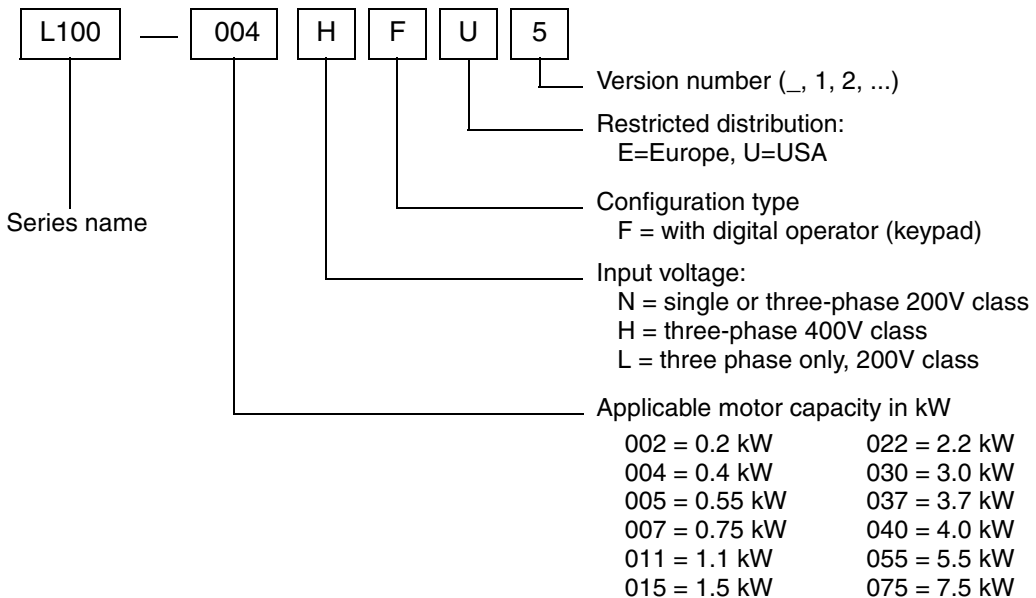 L100 — 004 H F U 5
Version number (_, 1, 2, ...)
Restricted distribution:
E=Europe, U=USA
Series name
Configuration type
F = with digital operator (keypad)
Input voltage:
N = single or three-phase 200V class
H = three-phase 400V class
L = three phase only, 200V class
Applicable motor capacity in kW
002 = 0.2 kW 022 = 2.2 kW
004 = 0.4 kW 030 = 3.0 kW
005 = 0.55 kW 037 = 3.7 kW
007 = 0.75 kW 040 = 4.0 kW
011 = 1.1 kW 055 = 5.5 kW
015 = 1.5 kW 075 = 7.5 kW